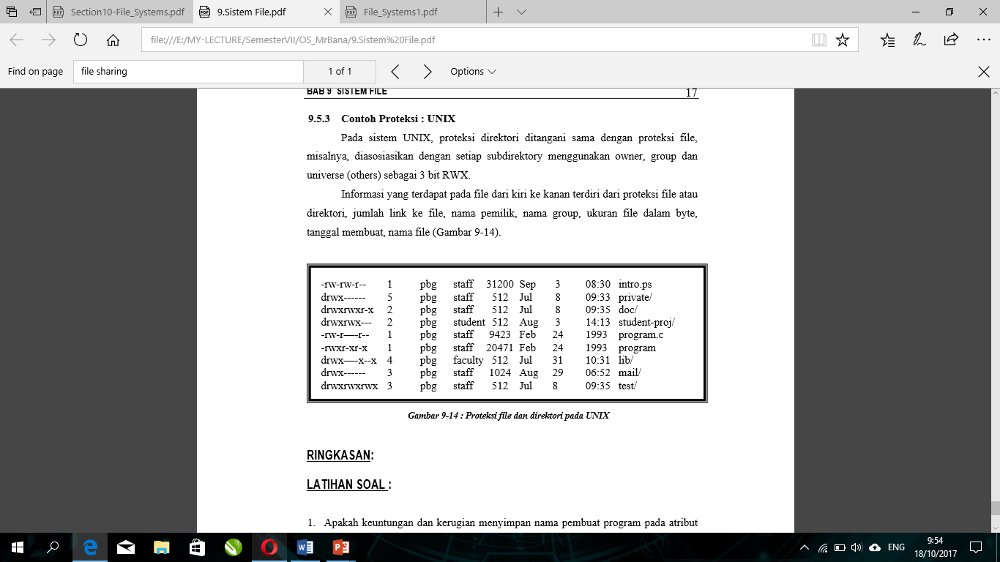 Section10-File_Systems.pdf 9.Sistem File.pdf File_Systems1.pdf
file:///E:/MY-LECTURE/SemesterVII/OS_MrBana/9.Sistem%20File.pdf
Find on page file sharing 1 of 1 Options
BAB 9 SISTEM FILE 17
9.5.3 Contoh Proteksi : UNIX
Pada sistem UNIX, proteksi direktori ditangani sama dengan proteksi file,
misalnya, diasosiasikan dengan setiap subdirektory menggunakan owner, group dan
universe (others) sebagai 3 bit RWX.
Informasi yang terdapat pada file dari kiri ke kanan terdiri dari proteksi file atau
direktori, jumlah link ke file, nama pemilik, nama group, ukuran file dalam byte,
tanggal membuat, nama file (Gambar 9-14).
-rw-rw-r-- 1 pbg staff 31200 Sep 3 08:30 intro.ps
drwx------ 5 pbg staff 512 Jul 8 09:33 private/
drwxrwxr-x 2 pbg staff 512 Jul 8 09:35 doc/
drwxrwx--- 2 pbg student 512 Aug 3 14:13 student-proj/
-rw-r—-r-- 1 pbg staff 9423 Feb 24 1993 program.c
-rwxr-xr-x 1 pbg staff 20471 Feb 24 1993 program
drwx—-x--x 4 pbg faculty 512 Jul 31 10:31 lib/
drwx------ 3 pbg staff 1024 Aug 29 06:52 mail/
drwxrwxrwx 3 pbg staff 512 Jul 8 09:35 test/
Gambar 9-14 : Proteksi file dan direktori pada UNIX
RINGKASAN:
LATIHAN SOAL :
1. Apakah keuntungan dan kerugian menyimpan nama pembuat program pada atribut
ENG 9:54
18/10/2017